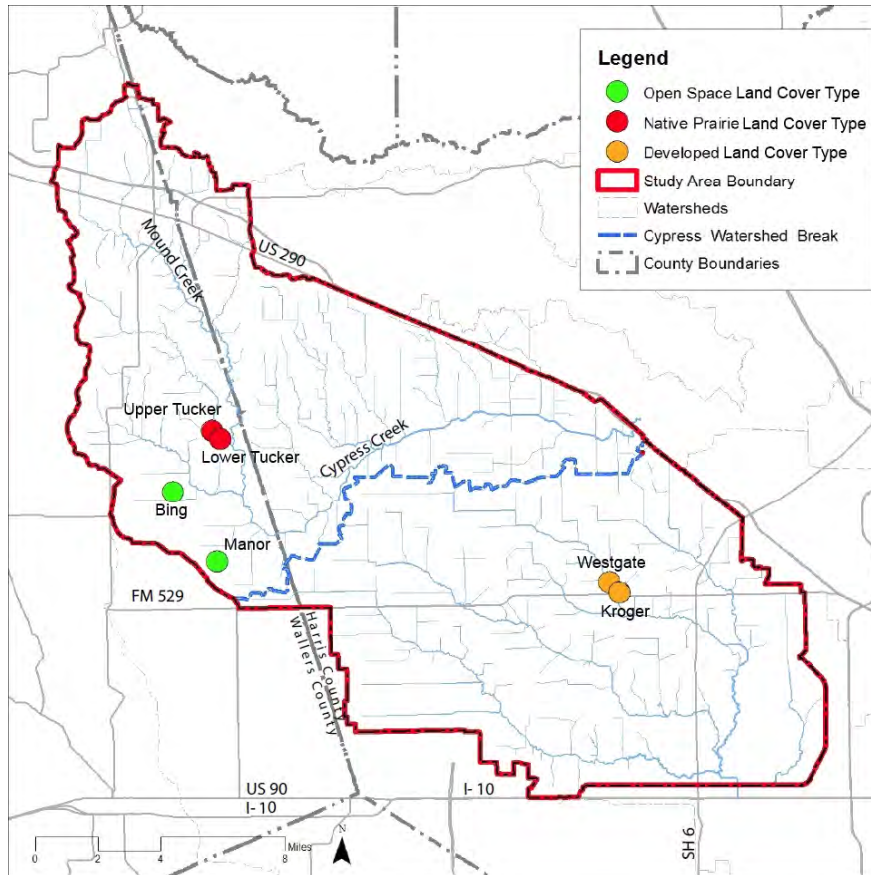 Legend
Open Space Land Cover Type
Native Prairie Land Cover Type
Developed Land Cover Type
Study Area Boundary
Watersheds
Cypress Watershed Break
County Boundaries
US 290
Mound Creek
Upper Tucker
Lower Tucker
Cypress Creek
Bing
Manor
Westgate
Kroger
FM 529
Harris County
Wallers County
US 90
I- 10
I- 10
SH 6
N
Miles
0 2 4 8